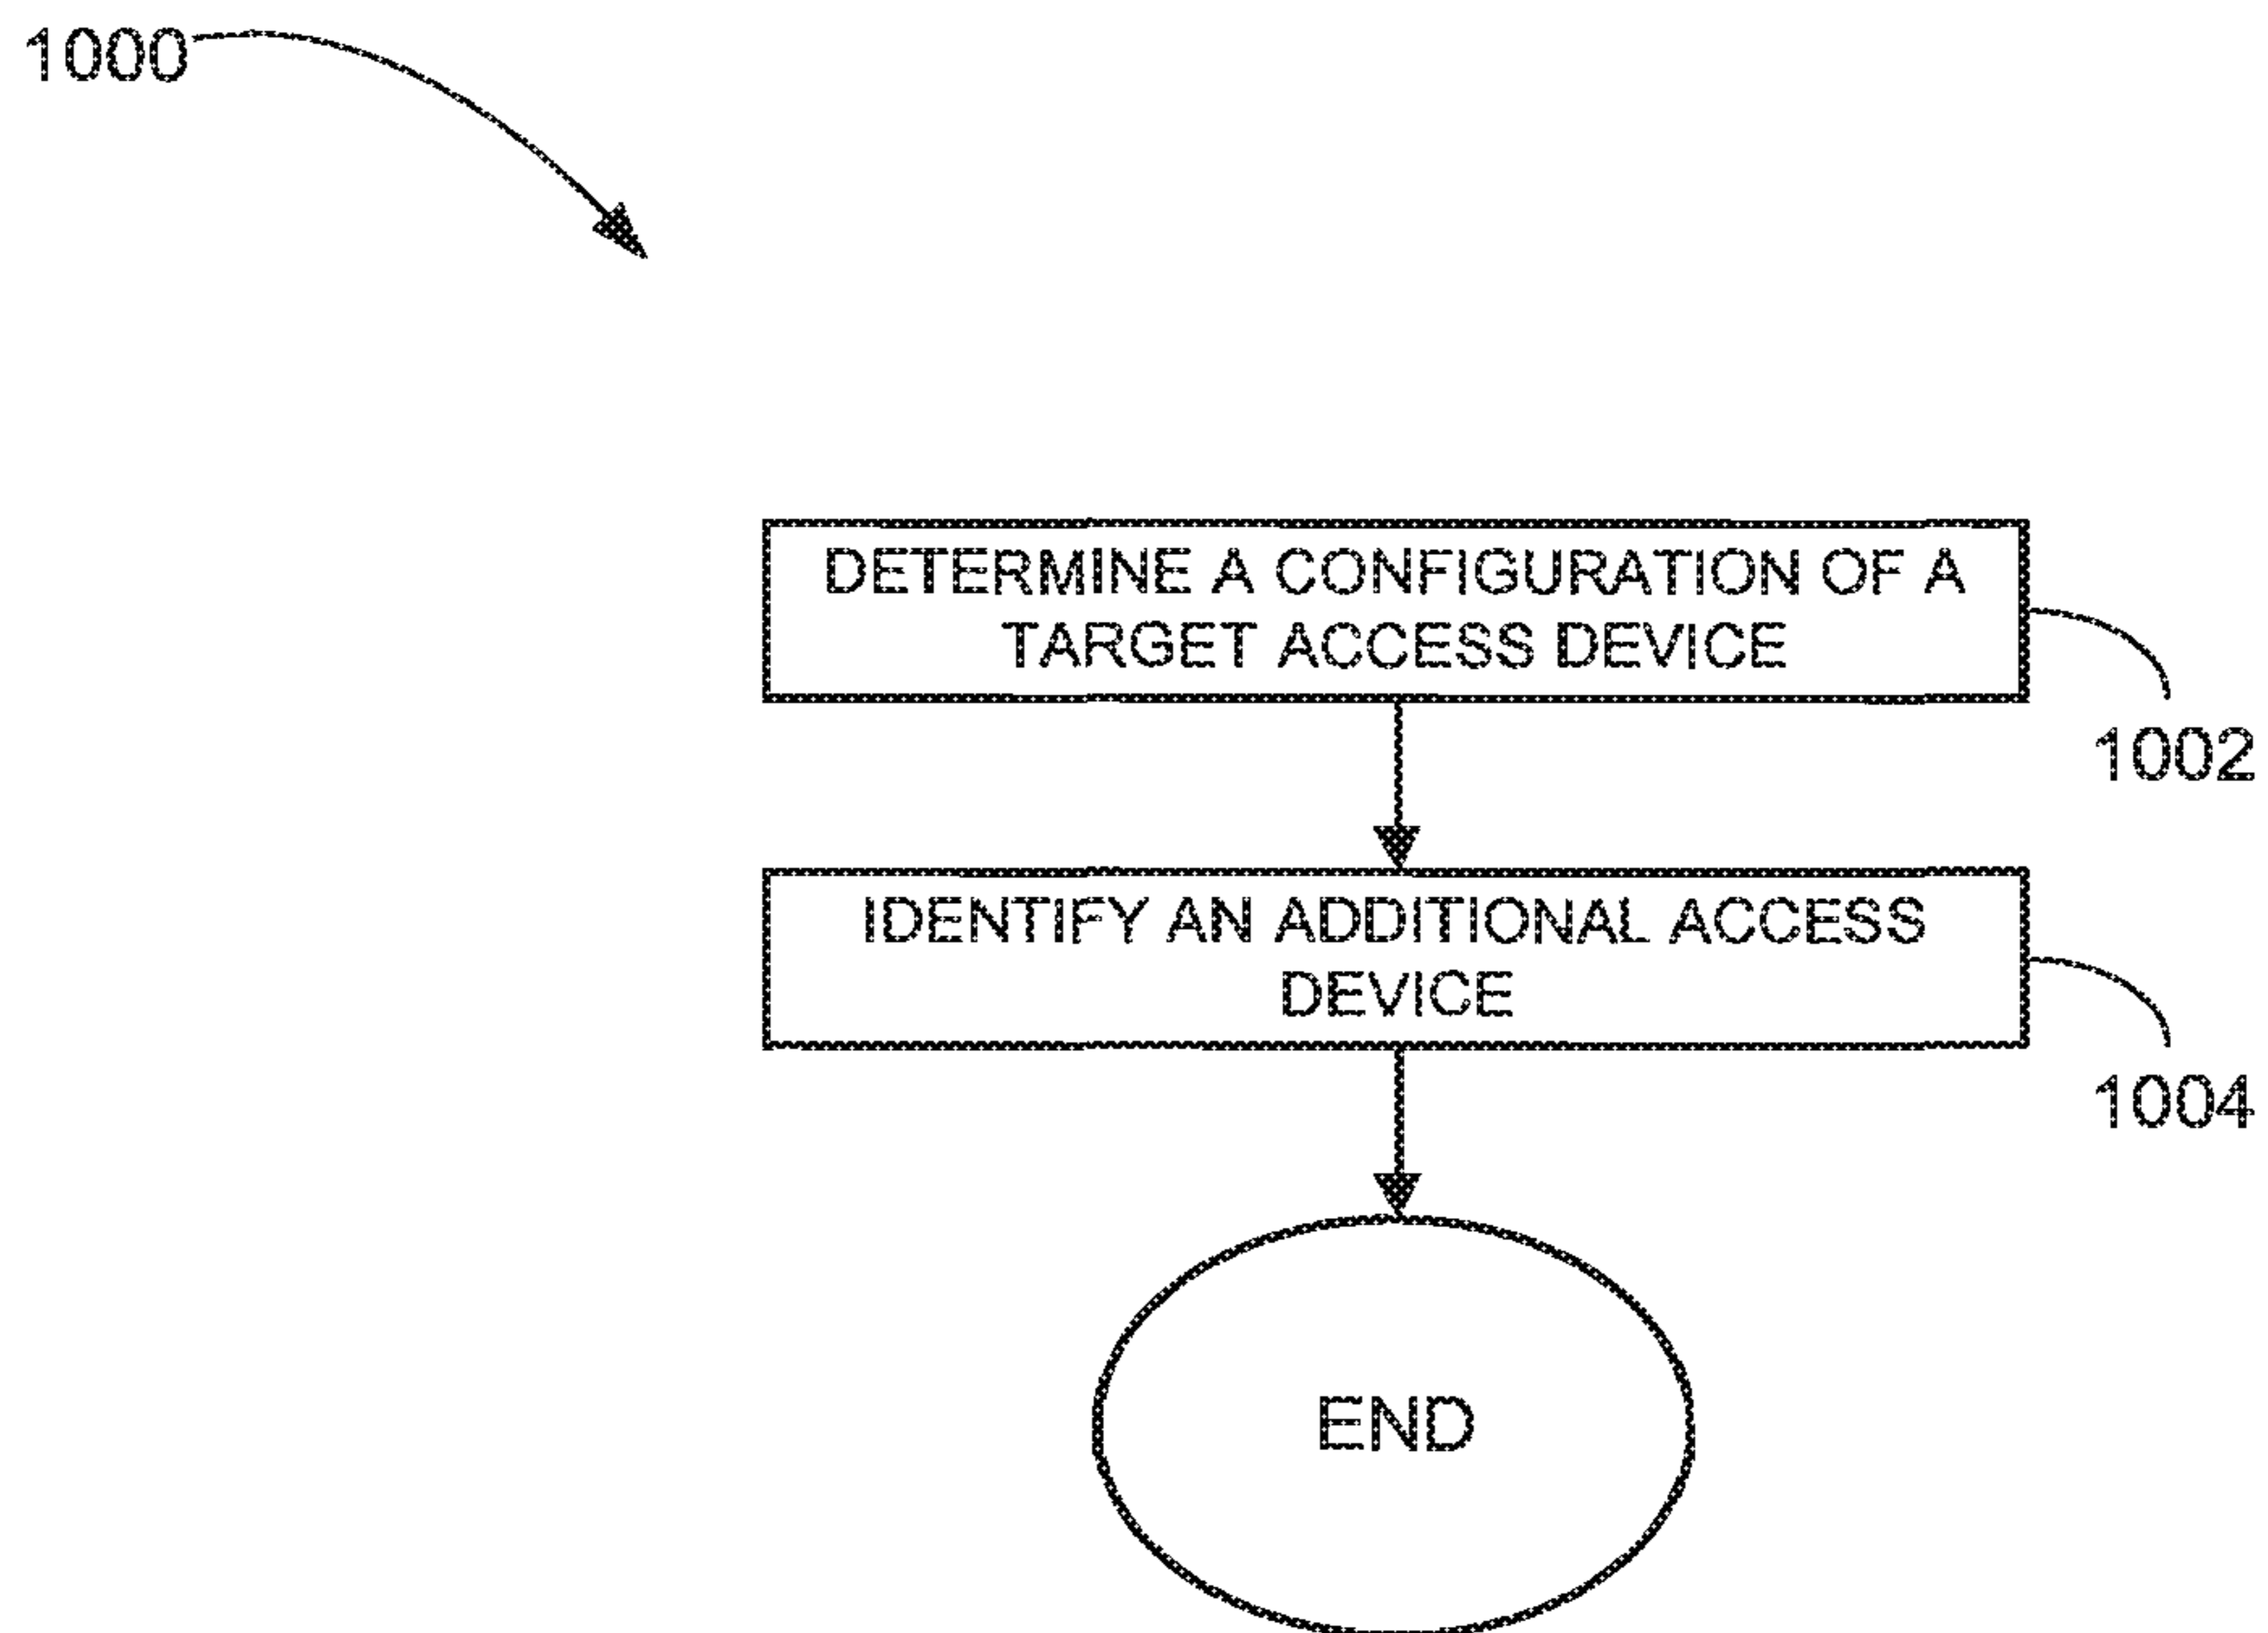 1000
DETERMINE A CONFIGURATION OF A
TARGET ACCESS DEVICE
1002
IDENTIFY AN ADDITIONAL ACCESS
DEVICE
1004
END